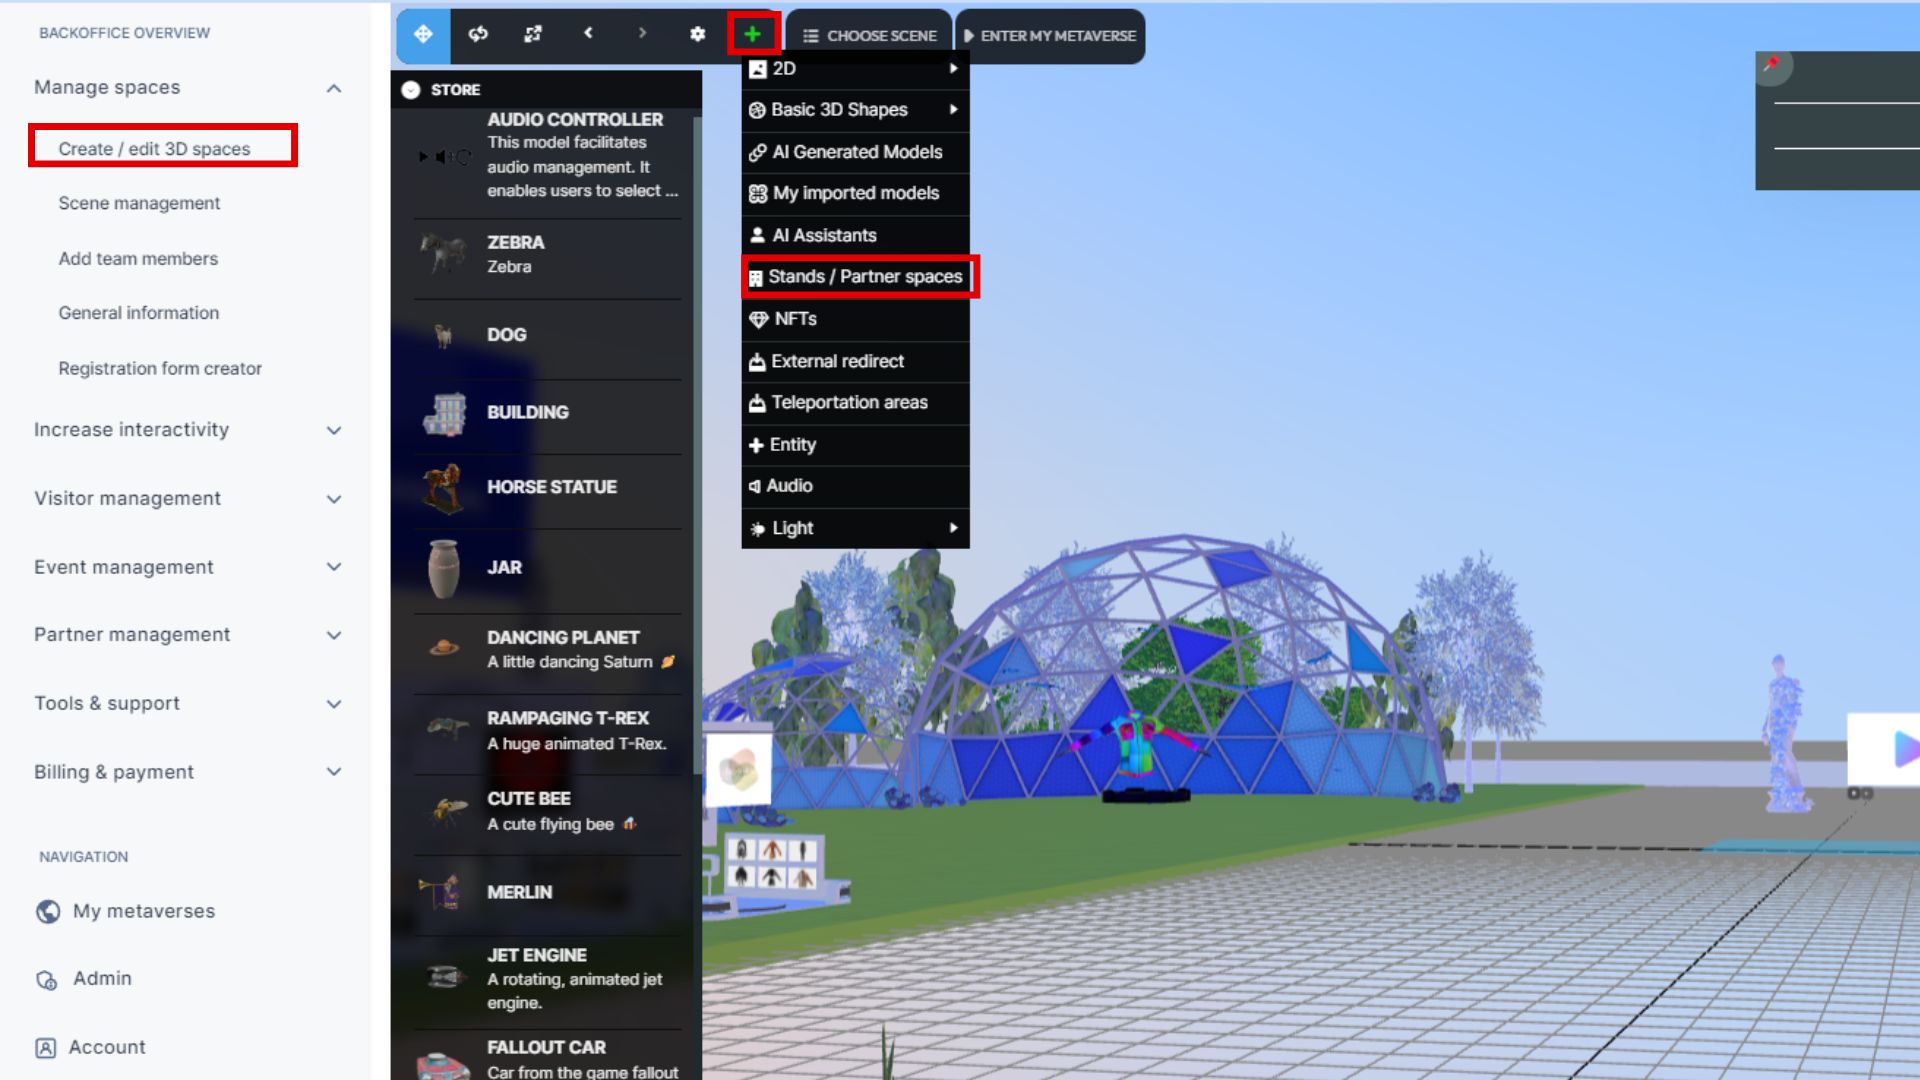 BACKOFFICE OVERVIEW
Manage spaces
Create / edit 3D spaces
Scene management
Add team members
General information
Registration form creator
Increase interactivity
Visitor management
Event management
Partner management
Tools & support
Billing & payment
NAVIGATION
My metaverses
Admin
Account
CHOOSE SCENE
ENTER MY METAVERSE
STORE
AUDIO CONTROLLER
This model facilitates
audio management. It
enables users to select ...
ZEBRA
Zebra
DOG
BUILDING
HORSE STATUE
JAR
DANCING PLANET
A little dancing Saturn 🪐
RAMPAGING T-REX
A huge animated T-Rex.
CUTE BEE
A cute flying bee 🐝
MERLIN
JET ENGINE
A rotating, animated jet
engine.
FALLOUT CAR
Car from the game fallout
2D
Basic 3D Shapes
AI Generated Models
My imported models
AI Assistants
Stands / Partner spaces
NFTs
External redirect
Teleportation areas
Entity
Audio
Light